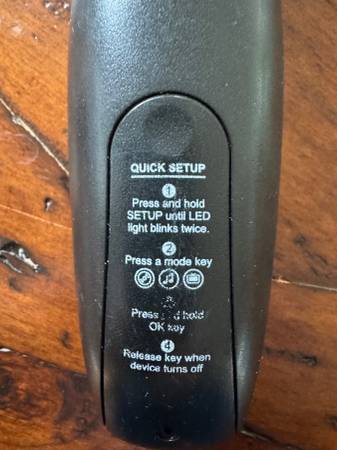 QUICK SETUP
1
Press and hold
SETUP until LED
light blinks twice.
2
Press a mode key
Press hold
OK key
4
Release key when
device turns off